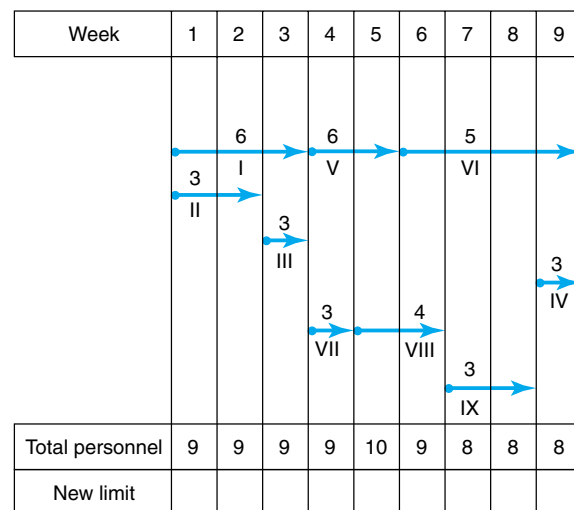 Week 1 2 3 4 5 6 7 8 9
6 6 5
I V VI
3
II
3
III
3
IV
3 4
VII VIII
3
IX
Total personnel 9 9 9 9 10 9 8 8 8
New limit